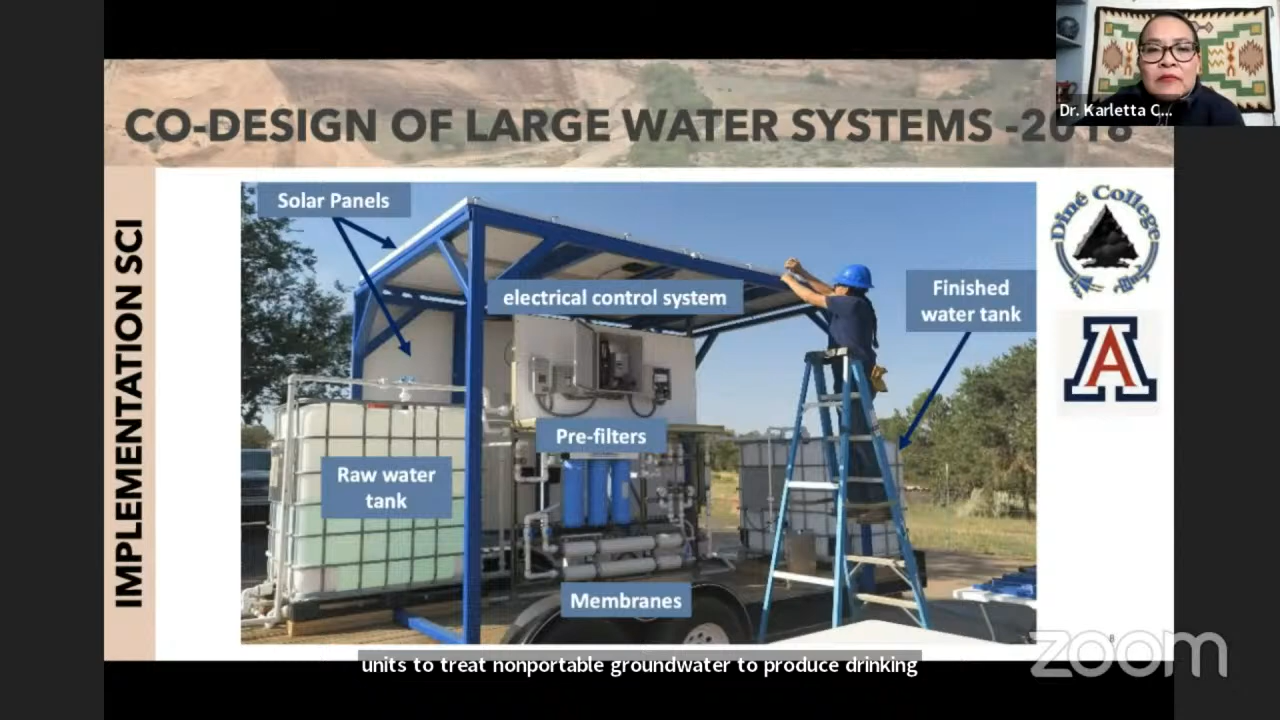 CO-DESIGN OF LARGE WATER SYSTEMS -2018
Dr. Karletta C...
IMPLEMENTATION SCI
Solar Panels
electrical control system
Finished
water tank
Pre-filters
Raw water
tank
Membranes
Diné College
A
8
zoom
units to treat nonportable groundwater to produce drinking